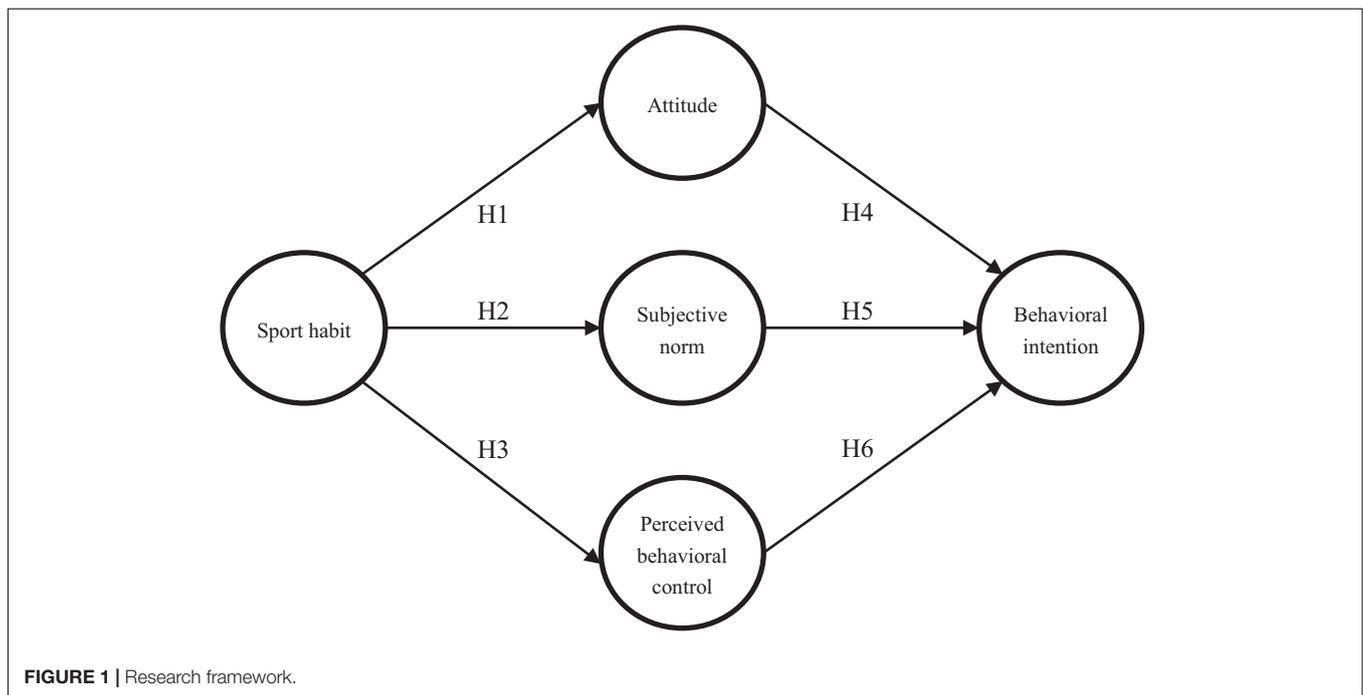 Attitude
H1
H4
Sport habit
H2
Subjective
norm
H5
Behavioral
intention
H3
H6
Perceived
behavioral
control
FIGURE 1 | Research framework.